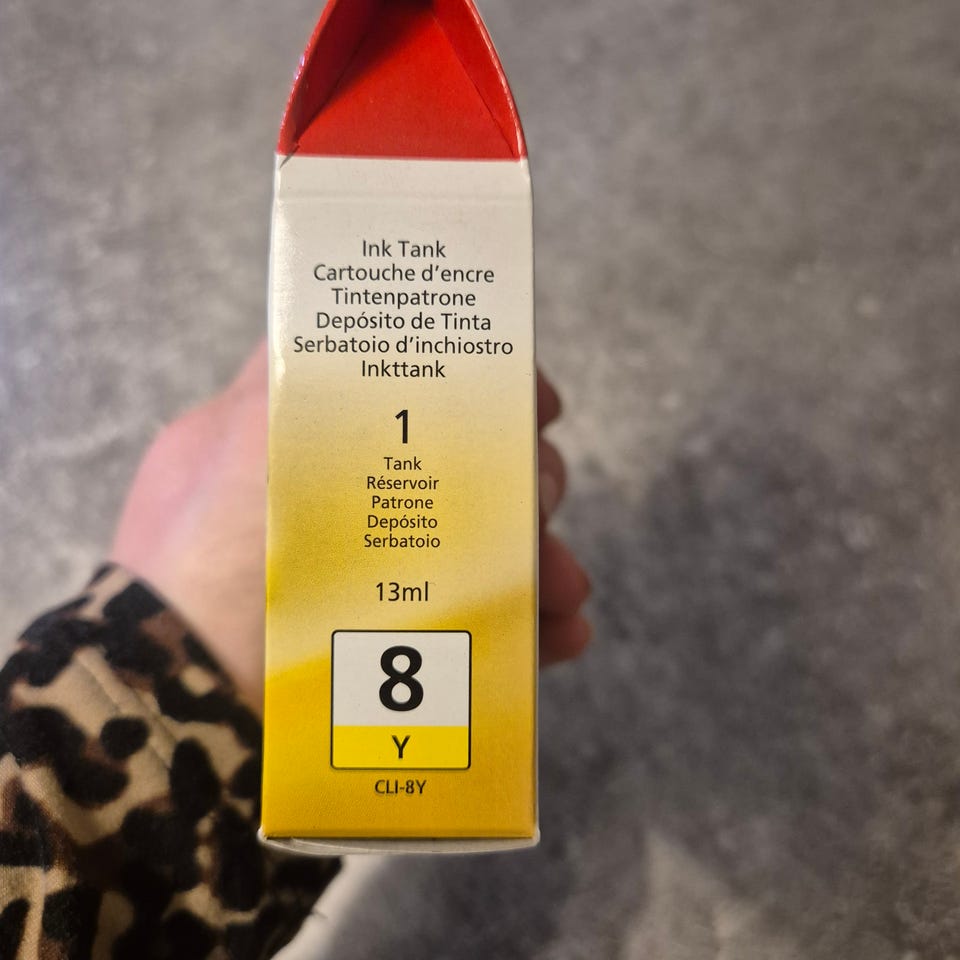 Ink Tank
Cartouche d'encre
Tintenpatrone
Depósito de Tinta
Serbatoio d'inchiostro
Inkttank
1
Tank
Réservoir
Patrone
Depósito
Serbatoio
13ml
8
Y
CLI-8Y